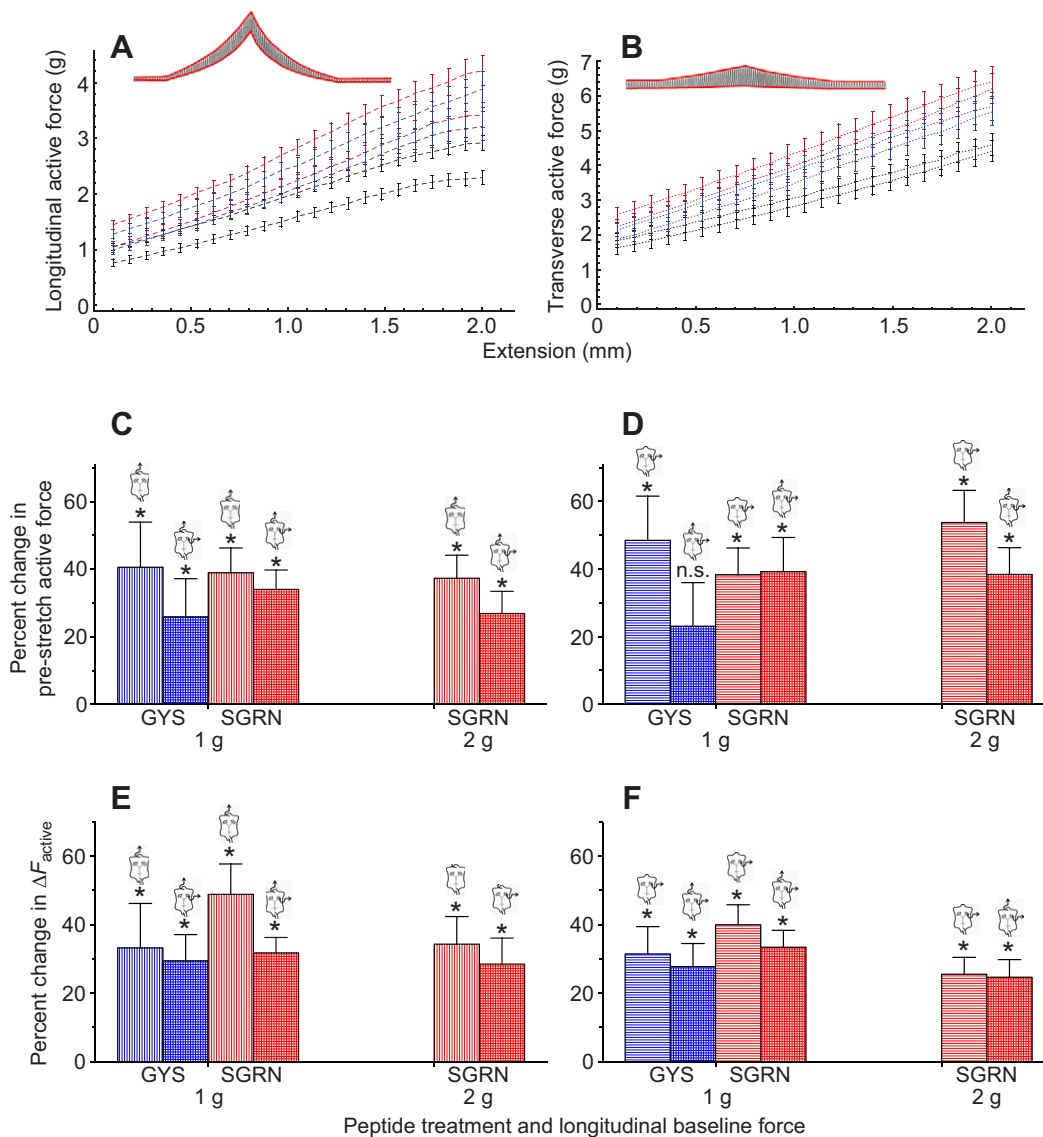 A
Longitudinal active force (g)
4
3
2
1
0
0 0.5 1.0 1.5 2.0
B
Transverse active force (g)
7
6
5
4
3
2
1
0
0 0.5 1.0 1.5 2.0
Extension (mm)
C
Percent change in
pre-stretch active force
60
40
20
0
* * * * * *
GYS SGRN SGRN
1 g 2 g
D
60
40
20
0
* n.s. * * * *
GYS SGRN SGRN
1 g 2 g
E
Percent change in ΔFactive
60
40
20
0
* * * * * *
GYS SGRN SGRN
1 g 2 g
F
60
40
20
0
* * * * * *
GYS SGRN SGRN
1 g 2 g
Peptide treatment and longitudinal baseline force